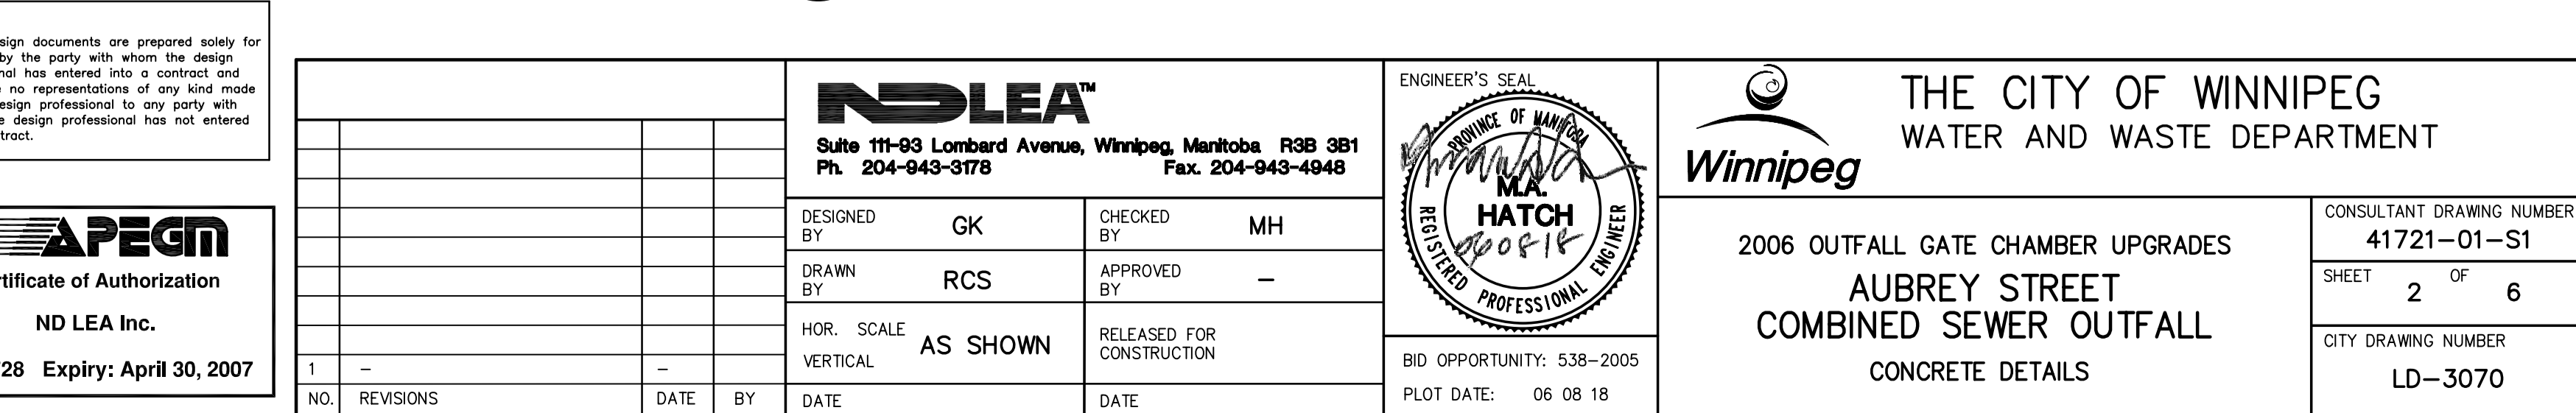 sign documents are prepared solely for
by the party with whom the design
nal has entered into a contract and
no representations of any kind made
esign professional to any party with
e design professional has not entered
tract.
APEGM
rtificate of Authorization
ND LEA Inc.
728 Expiry: April 30, 2007
1 – –
NO. REVISIONS DATE BY
ND LEA™
Suite 111-93 Lombard Avenue, Winnipeg, Manitoba R3B 3B1
Ph. 204-943-3178 Fax. 204-943-4948
DESIGNED BY GK
CHECKED BY MH
DRAWN BY RCS
APPROVED BY –
HOR. SCALE
VERTICAL
AS SHOWN
RELEASED FOR
CONSTRUCTION
DATE
DATE
ENGINEER'S SEAL
PROVINCE OF MANITOBA
M.A.
HATCH
060818
REGISTERED PROFESSIONAL ENGINEER
BID OPPORTUNITY: 538-2005
PLOT DATE: 06 08 18
Winnipeg
THE CITY OF WINNIPEG
WATER AND WASTE DEPARTMENT
2006 OUTFALL GATE CHAMBER UPGRADES
AUBREY STREET
COMBINED SEWER OUTFALL
CONCRETE DETAILS
CONSULTANT DRAWING NUMBER
41721-01-S1
SHEET 2 OF 6
CITY DRAWING NUMBER
LD-3070